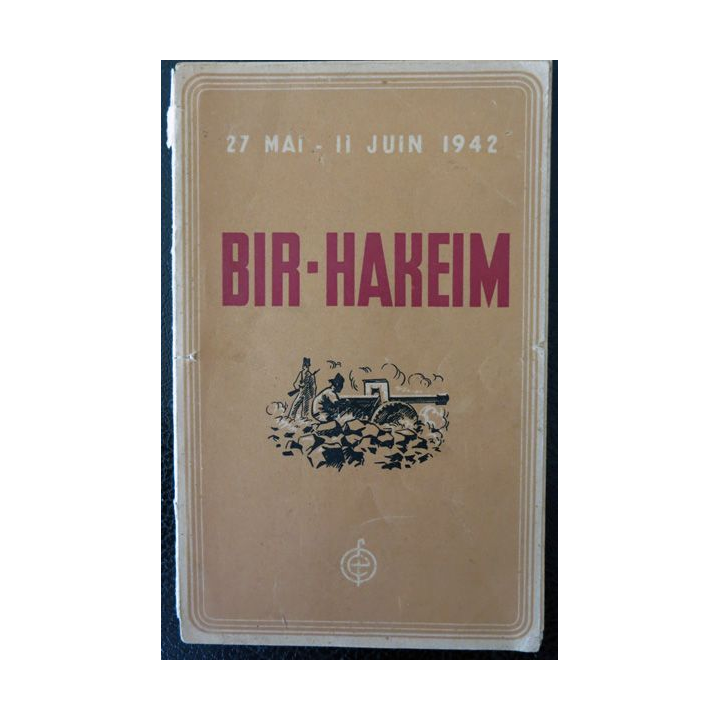 27 MAI - 11 JUIN 1942
BIR-HAKEIM